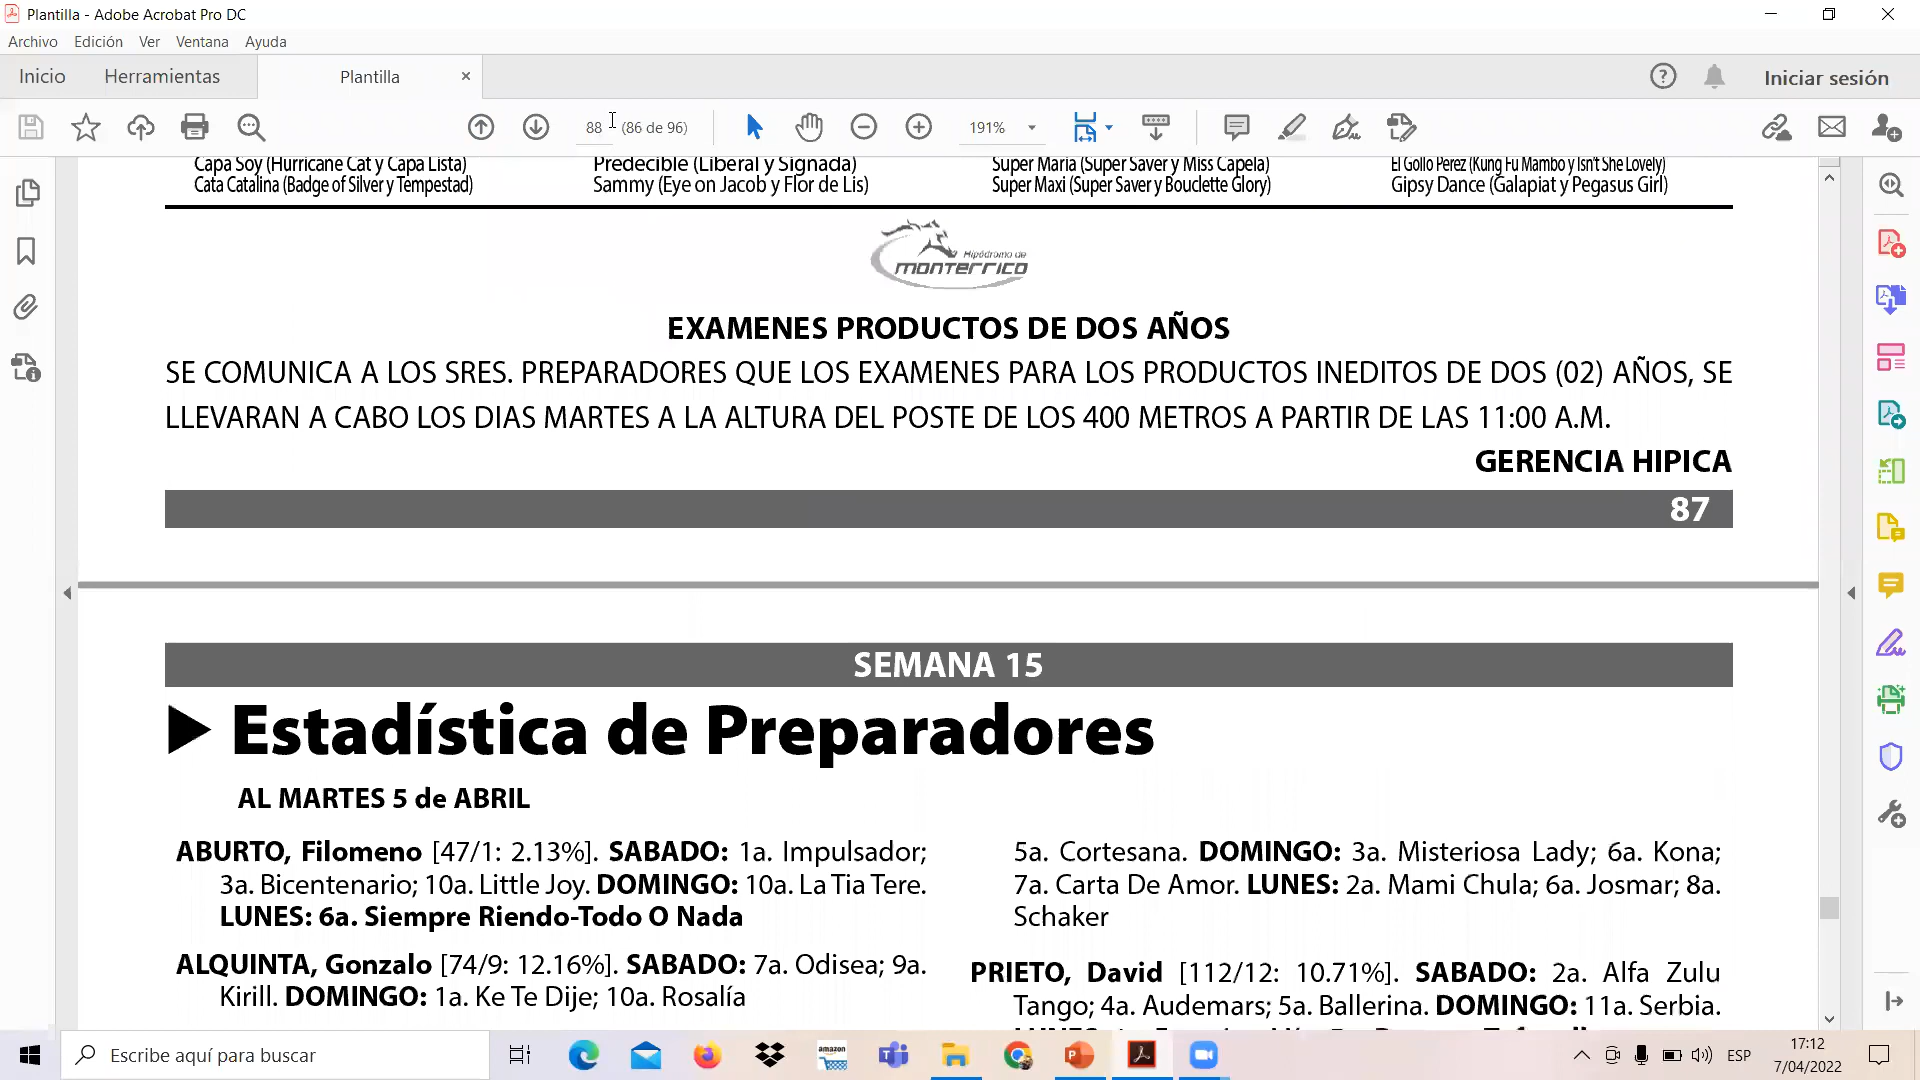 Plantilla - Adobe Acrobat Pro DC
Archivo Edición Ver Ventana Ayuda
Inicio Herramientas Plantilla × Iniciar sesión
88 (86 de 96) 191%
Capa Soy (Hurricane Cat y Capa Lista) Predecible (Liberal y Signada) Super Maria (Super Saver y Miss Capela) El Gollo Perez (Kung Fu Mambo y Isn't She Lovely)
Cata Catalina (Badge of Silver y Tempestad) Sammy (Eye on Jacob y Flor de Lis) Super Maxi (Super Saver y Bouclette Glory) Gipsy Dance (Galapiat y Pegasus Girl)
Hipódromo de
monterrico
EXAMENES PRODUCTOS DE DOS AÑOS
SE COMUNICA A LOS SRES. PREPARADORES QUE LOS EXAMENES PARA LOS PRODUCTOS INEDITOS DE DOS (02) AÑOS, SE
LLEVARAN A CABO LOS DIAS MARTES A LA ALTURA DEL POSTE DE LOS 400 METROS A PARTIR DE LAS 11:00 A.M.
GERENCIA HIPICA
87
SEMANA 15
Estadística de Preparadores
AL MARTES 5 de ABRIL
ABURTO, Filomeno [47/1: 2.13%]. SABADO: 1a. Impulsador;
3a. Bicentenario; 10a. Little Joy. DOMINGO: 10a. La Tia Tere.
LUNES: 6a. Siempre Riendo-Todo O Nada
ALQUINTA, Gonzalo [74/9: 12.16%]. SABADO: 7a. Odisea; 9a.
Kirill. DOMINGO: 1a. Ke Te Dije; 10a. Rosalía
5a. Cortesana. DOMINGO: 3a. Misteriosa Lady; 6a. Kona;
7a. Carta De Amor. LUNES: 2a. Mami Chula; 6a. Josmar; 8a.
Schaker
PRIETO, David [112/12: 10.71%]. SABADO: 2a. Alfa Zulu
Tango; 4a. Audemars; 5a. Ballerina. DOMINGO: 11a. Serbia.
Escribe aquí para buscar
amazon
ESP
17:12
7/04/2022